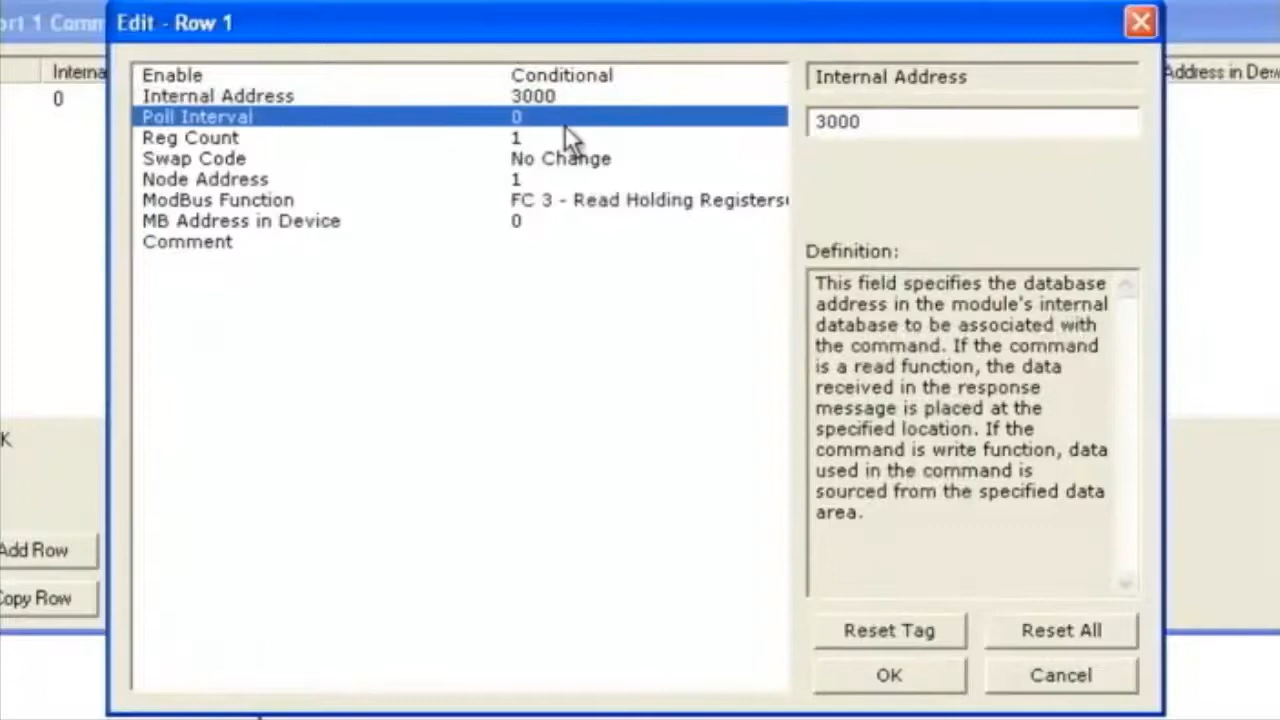 ort 1 Comm
Edit - Row 1
Interna
Address in Dev
0
Enable Conditional
Internal Address 3000
Poll Interval 0
Reg Count 1
Swap Code No Change
Node Address 1
ModBus Function FC 3 - Read Holding Registers(
MB Address in Device 0
Comment
Internal Address
3000
Definition:
This field specifies the database
address in the module's internal
database to be associated with
the command. If the command
is a read function, the data
received in the response
message is placed at the
specified location. If the
command is write function, data
used in the command is
sourced from the specified data
area.
K
Add Row
Copy Row
Reset Tag Reset All
OK Cancel